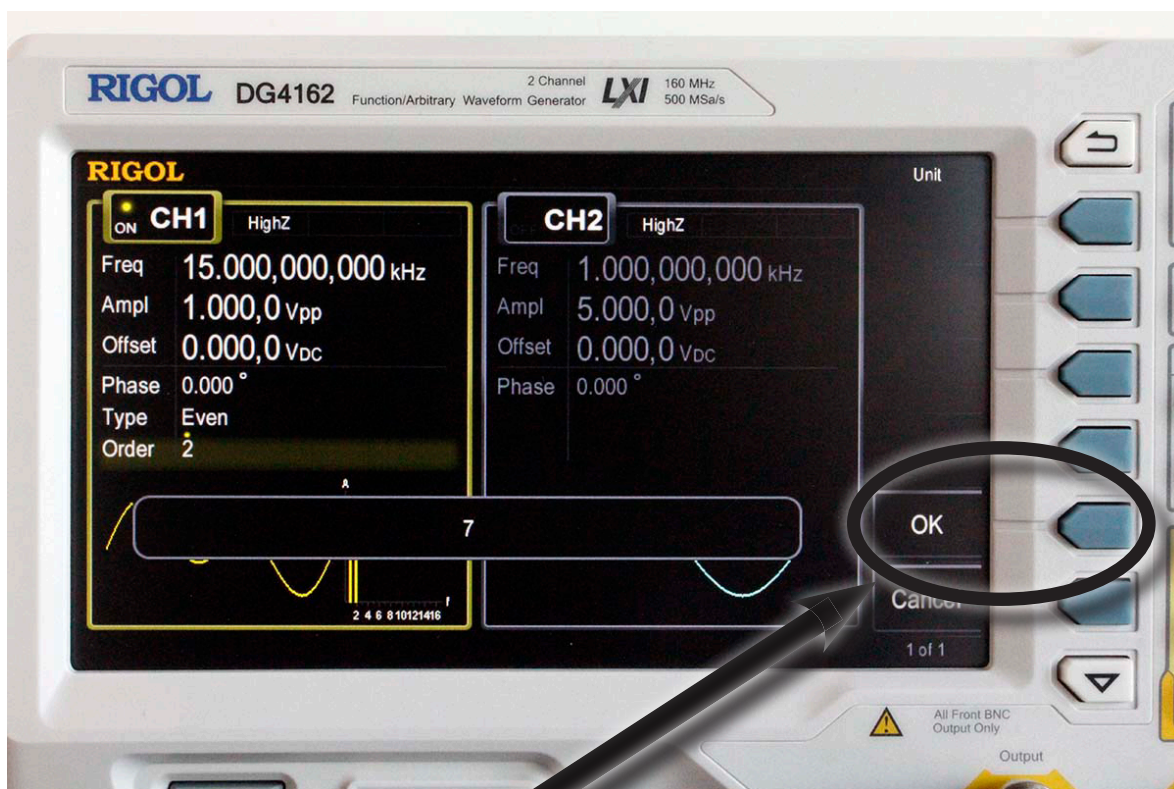 RIGOL DG4162 Function/Arbitrary Waveform Generator 2 Channel LXI 160 MHz 500 MSa/s
RIGOL
Unit
ON CH1 HighZ
Freq 15.000,000,000 kHz
Ampl 1.000,0 Vpp
Offset 0.000,0 VDC
Phase 0.000 °
Type Even
Order 2
A
2 4 6 8 10 12 14 16
CH2 HighZ
Freq 1.000,000,000 kHz
Ampl 5.000,0 Vpp
Offset 0.000,0 VDC
Phase 0.000 °
7
OK
Cancel
1 of 1
All Front BNC
Output Only
Output